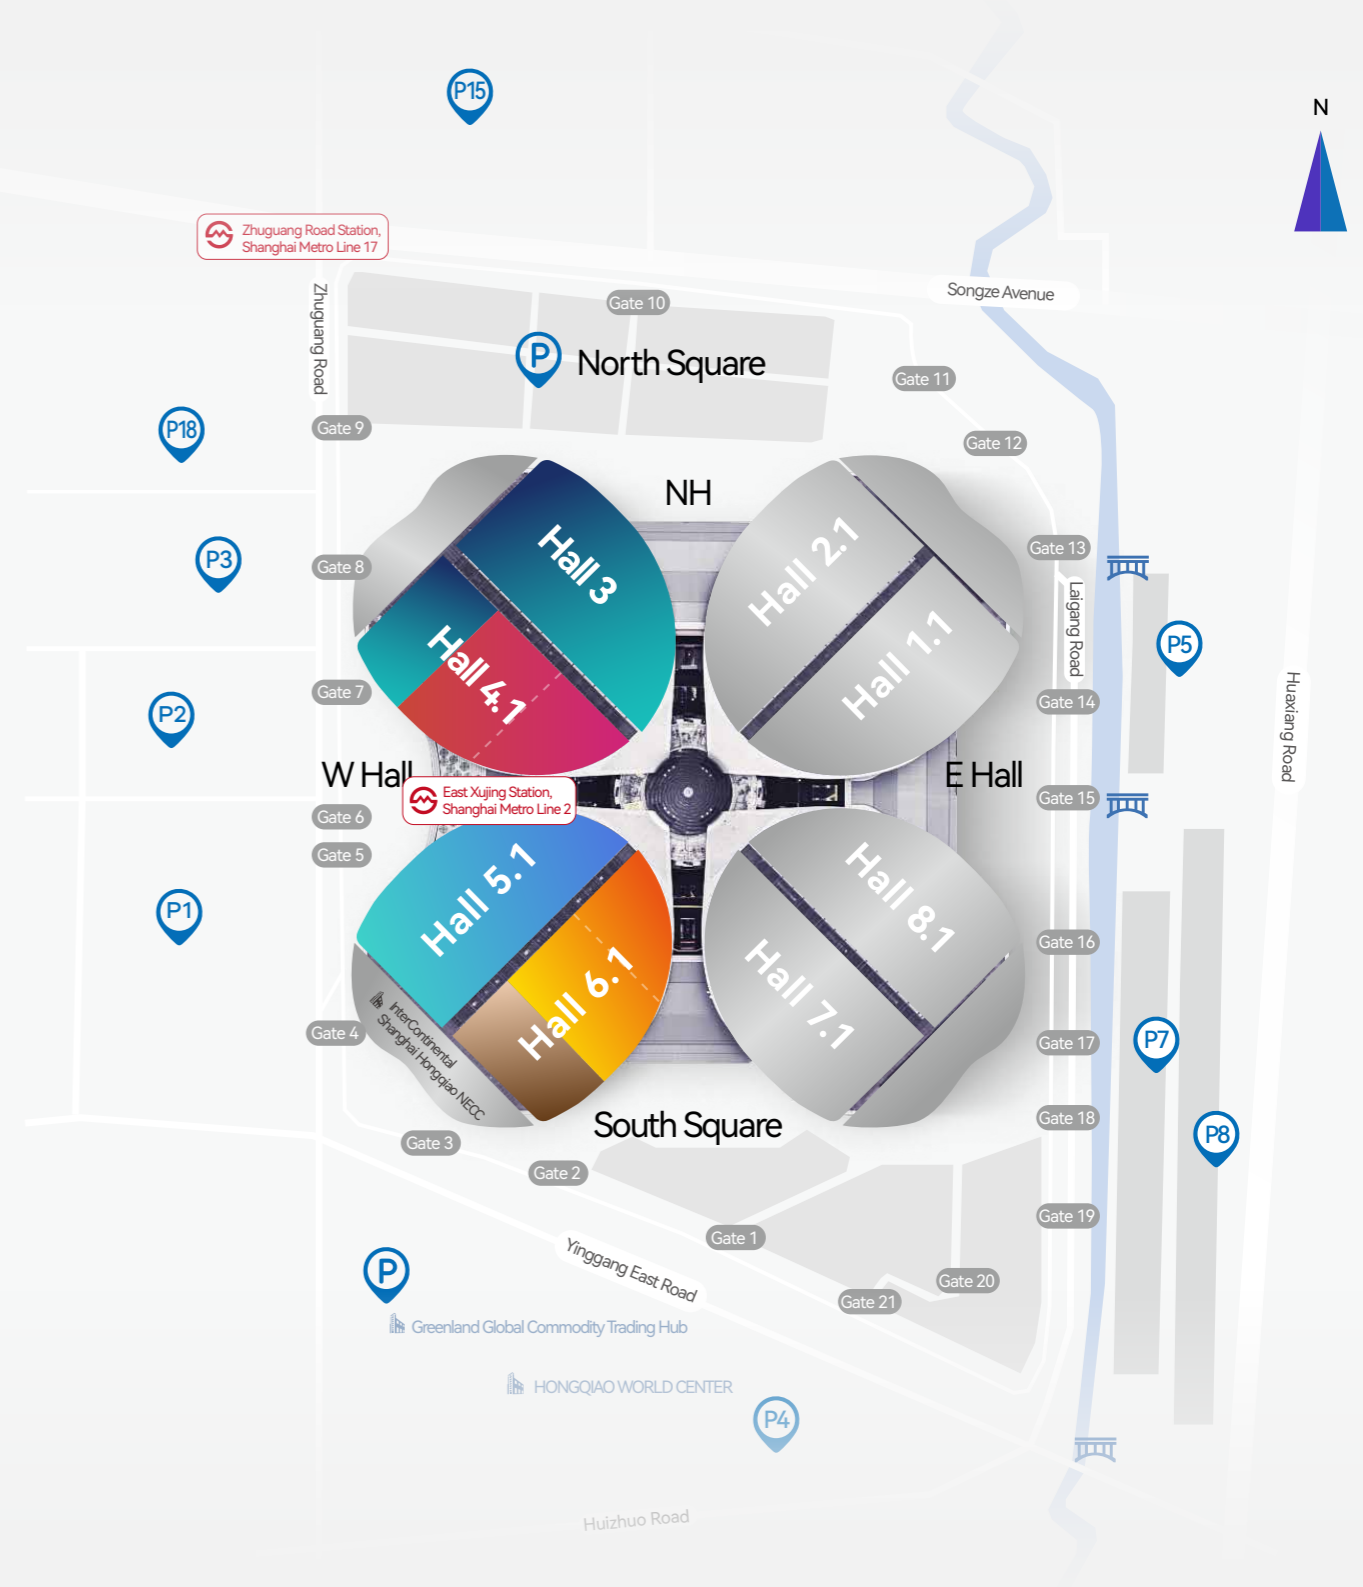 P15
N
Zhuguang Road Station,
Shanghai Metro Line 17
Songze Avenue
Zhuguang Road
Gate 10
P
North Square
Gate 11
P18
Gate 9
Gate 12
NH
P3
Gate 8
Hall 3
Hall 2.1
Gate 13
Laigang Road
P5
Hall 4.1
Hall 1.1
Gate 7
Gate 14
P2
Huaxiang Road
W Hall
E Hall
East Xujing Station,
Shanghai Metro Line 2
Gate 15
Gate 6
Gate 5
P1
Hall 5.1
Hall 8.1
Gate 16
Hall 6.1
Hall 7.1
InterContinental
Shanghai Hongqiao NECC
Gate 4
Gate 17
P7
South Square
Gate 18
P8
Gate 3
Gate 2
Gate 19
Gate 1
Yinggang East Road
P
Gate 20
Gate 21
Greenland Global Commodity Trading Hub
HONGQIAO WORLD CENTER
P4
Huizhuo Road